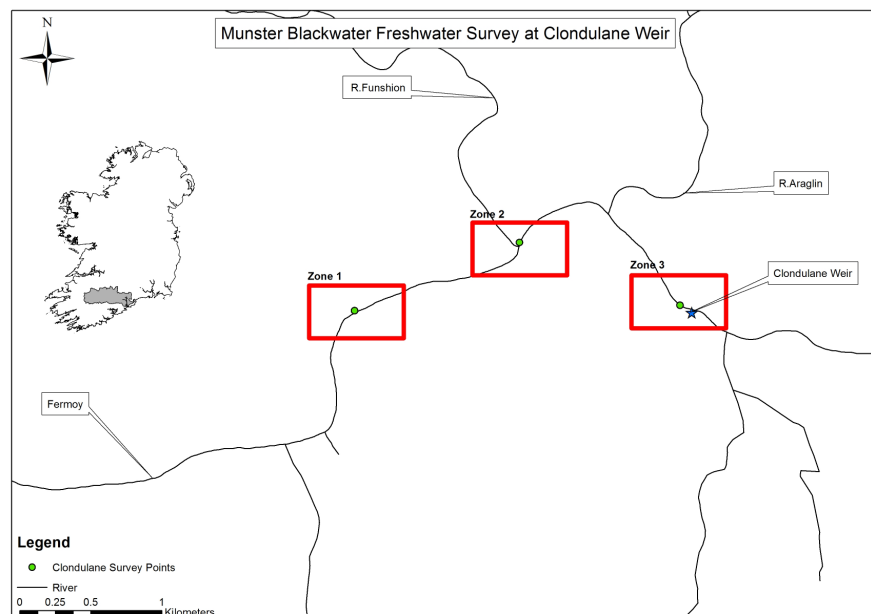 Munster Blackwater Freshwater Survey at Clondulane Weir
N
R.Funshion
R.Araglin
Zone 2
Zone 3
Clondulane Weir
Zone 1
Fermoy
Legend
Clondulane Survey Points
River
0 0.25 0.5 1
Kilometers